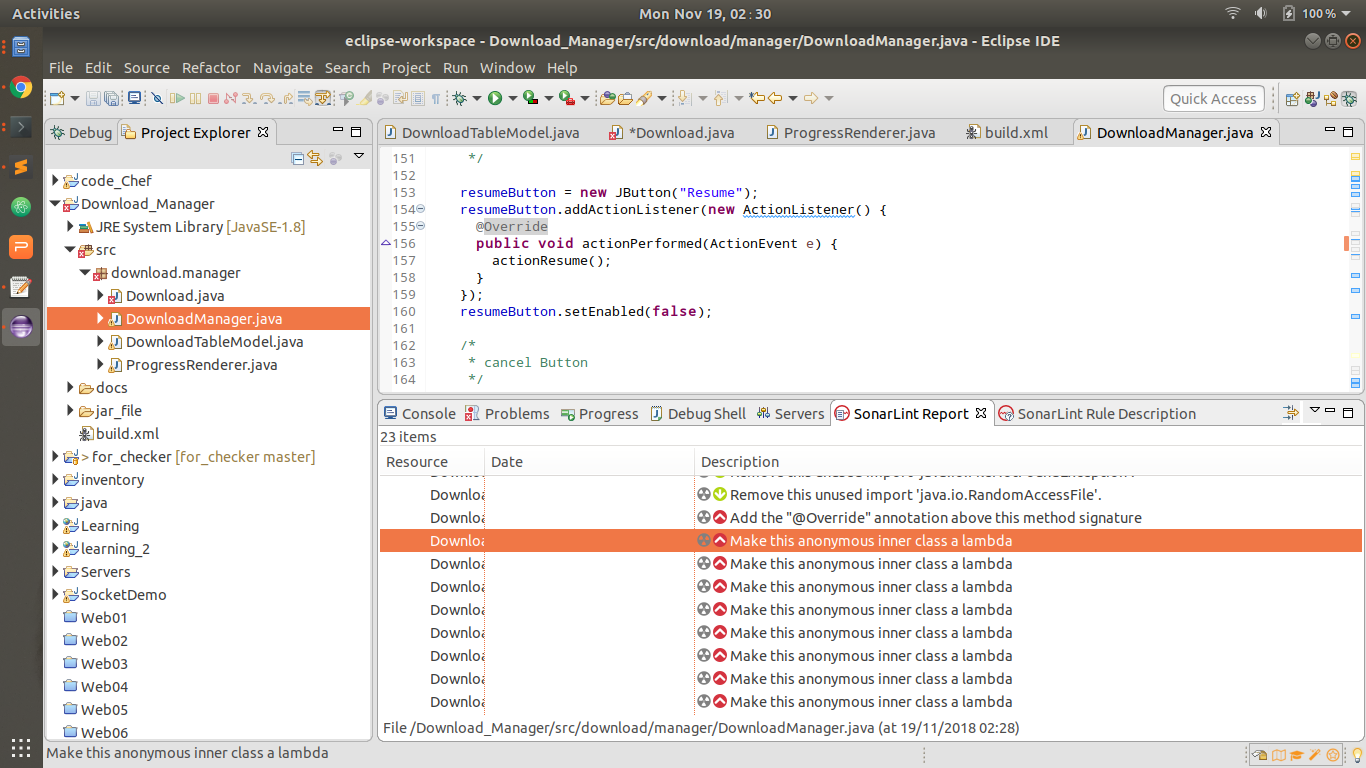 Activities
Mon Nov 19, 02 : 30
100 %
eclipse-workspace - Download_Manager/src/download/manager/DownloadManager.java - Eclipse IDE
File Edit Source Refactor Navigate Search Project Run Window Help
Quick Access
Debug Project Explorer
code_Chef
Download_Manager
JRE System Library [JavaSE-1.8]
src
download.manager
Download.java
DownloadManager.java
DownloadTableModel.java
ProgressRenderer.java
docs
jar_file
build.xml
> for_checker [for_checker master]
inventory
java
Learning
learning_2
Servers
SocketDemo
Web01
Web02
Web03
Web04
Web05
Web06
DownloadTableModel.java *Download.java ProgressRenderer.java build.xml DownloadManager.java
151 */
152
153 resumeButton = new JButton("Resume");
154 resumeButton.addActionListener(new ActionListener() {
155 @Override
156 public void actionPerformed(ActionEvent e) {
157 actionResume();
158 }
159 });
160 resumeButton.setEnabled(false);
161
162 /*
163 * cancel Button
164 */
Console Problems Progress Debug Shell Servers SonarLint Report SonarLint Rule Description
23 items
Resource Date Description
Downloa Remove this unused import 'java.io.RandomAccessFile'.
Downloa Add the "@Override" annotation above this method signature
Downloa Make this anonymous inner class a lambda
Downloa Make this anonymous inner class a lambda
Downloa Make this anonymous inner class a lambda
Downloa Make this anonymous inner class a lambda
Downloa Make this anonymous inner class a lambda
Downloa Make this anonymous inner class a lambda
Downloa Make this anonymous inner class a lambda
Downloa Make this anonymous inner class a lambda
File /Download_Manager/src/download/manager/DownloadManager.java (at 19/11/2018 02:28)
Make this anonymous inner class a lambda